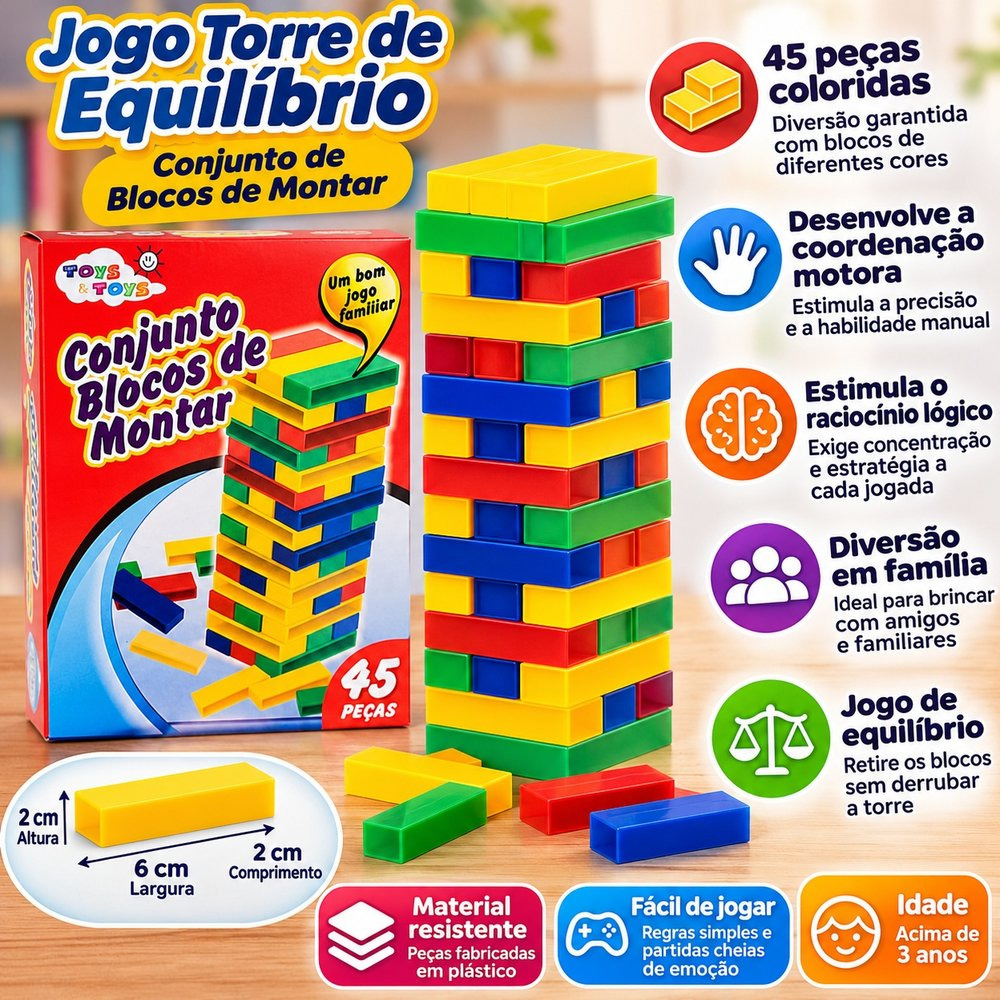 Jogo Torre de
Equilíbrio
Conjunto de
Blocos de Montar
TOYS
& TOYS
Um bom
jogo
familiar
Conjunto
Blocos de
Montar
45
PEÇAS
2 cm
Altura
6 cm
Largura
2 cm
Comprimento
45 peças
coloridas
Diversão garantida
com blocos de
diferentes cores
Desenvolve a
coordenação
motora
Estimula a precisão
e a habilidade manual
Estimula o
raciocínio lógico
Exige concentração
e estratégia a
cada jogada
Diversão
em família
Ideal para brincar
com amigos
e familiares
Jogo de
equilíbrio
Retire os blocos
sem derrubar
a torre
Material
resistente
Peças fabricadas
em plástico
Fácil de jogar
Regras simples e
partidas cheias
de emoção
Idade
Acima de
3 anos